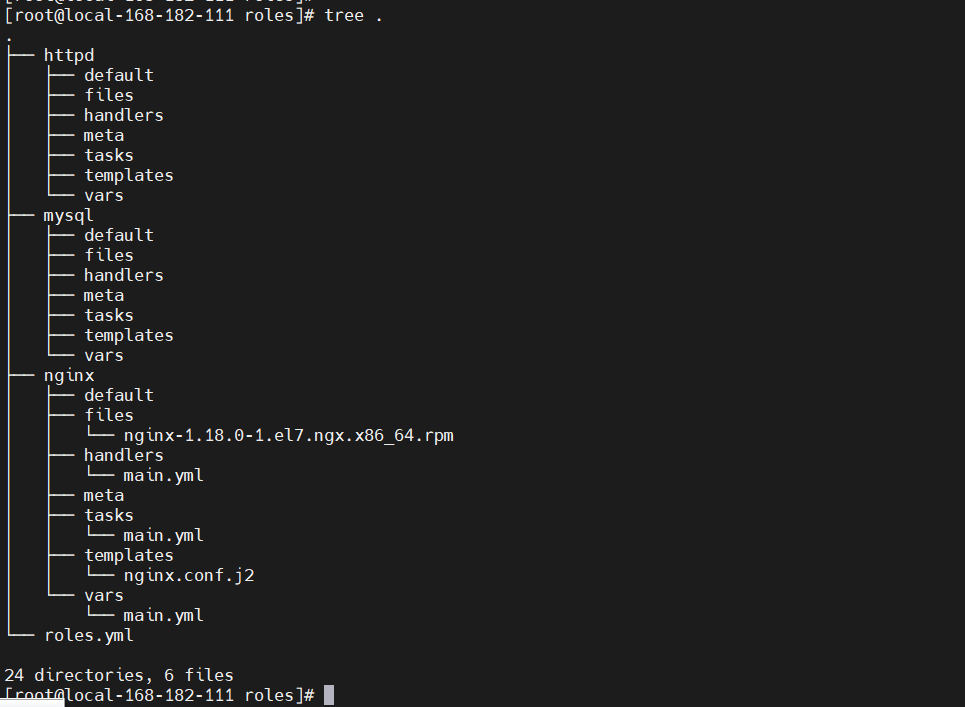 [root@local-168-182-111 roles]# tree .
.
├── httpd
│   ├── default
│   ├── files
│   ├── handlers
│   ├── meta
│   ├── tasks
│   ├── templates
│   └── vars
├── mysql
│   ├── default
│   ├── files
│   ├── handlers
│   ├── meta
│   ├── tasks
│   ├── templates
│   └── vars
├── nginx
│   ├── default
│   ├── files
│   │   └── nginx-1.18.0-1.el7.ngx.x86_64.rpm
│   ├── handlers
│   │   └── main.yml
│   ├── meta
│   ├── tasks
│   │   └── main.yml
│   ├── templates
│   │   └── nginx.conf.j2
│   └── vars
│       └── main.yml
└── roles.yml

24 directories, 6 files
[root@local-168-182-111 roles]#